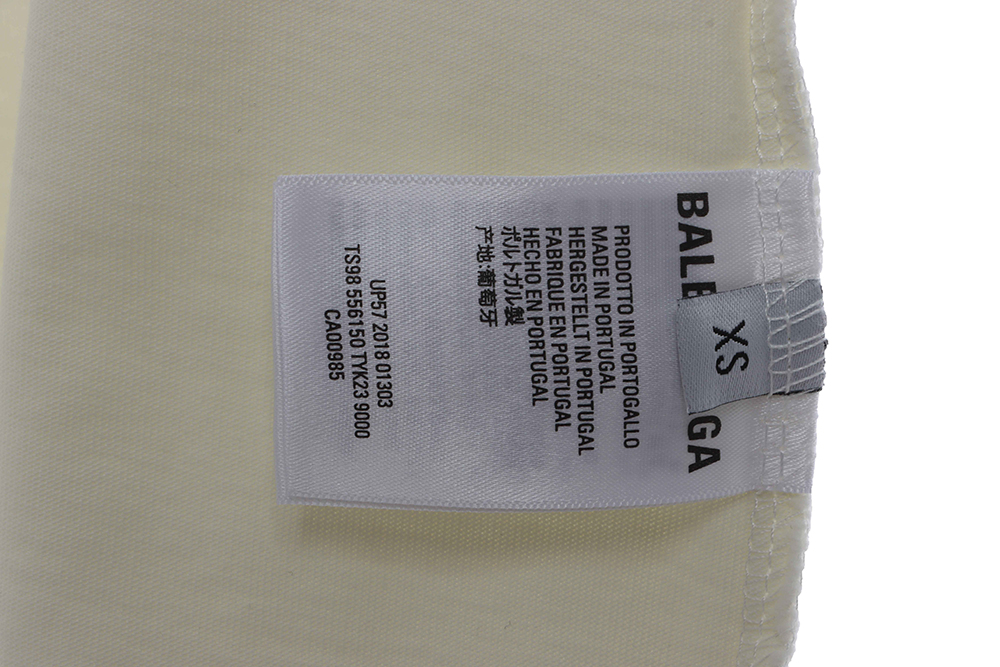 BALE GA
XS
PRODOTTO IN PORTOGALLO
MADE IN PORTUGAL
HERGESTELLT IN PORTUGAL
FABRIQUE EN PORTUGAL
HECHO EN PORTUGAL
ポルトガル製
产地:葡萄牙
UP57 2018 01303
TS98 556150 TYK23 9000
CA00985